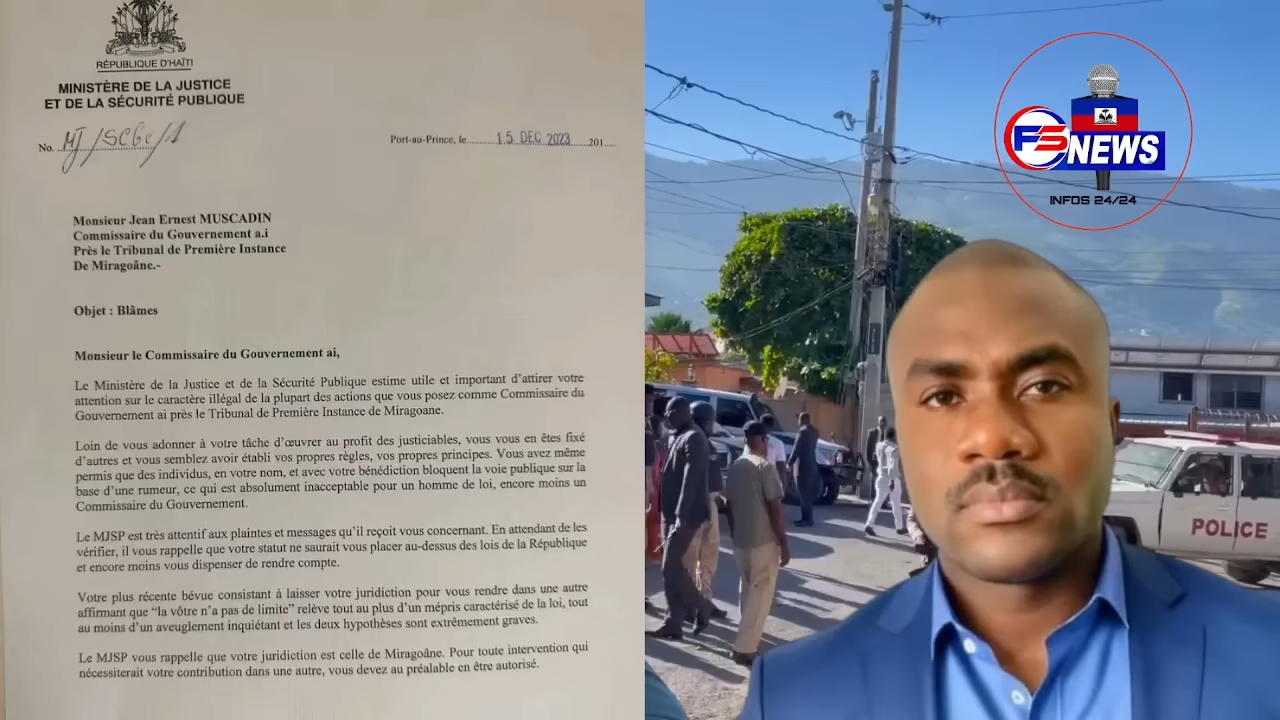 RÉPUBLIQUE D'HAÏTI
MINISTÈRE DE LA JUSTICE
ET DE LA SÉCURITÉ PUBLIQUE
No. MJ/SCGC/1
Port-au-Prince, le 15 DEC 2023 201
Monsieur Jean Ernest MUSCADIN
Commissaire du Gouvernement a.i
Près le Tribunal de Première Instance
De Miragoâne.-
Objet : Blâmes
Monsieur le Commissaire du Gouvernement ai,
Le Ministère de la Justice et de la Sécurité Publique estime utile et important d'attirer votre
attention sur le caractère illégal de la plupart des actions que vous posez comme Commissaire du
Gouvernement ai près le Tribunal de Première Instance de Miragoane.
Loin de vous adonner à votre tâche d'œuvrer au profit des justiciables, vous vous en êtes fixé
d'autres et vous semblez avoir établi vos propres règles, vos propres principes. Vous avez même
permis que des individus, en votre nom, et avec votre bénédiction bloquent la voie publique sur la
base d'une rumeur, ce qui est absolument inacceptable pour un homme de loi, encore moins un
Commissaire du Gouvernement.
Le MJSP est très attentif aux plaintes et messages qu'il reçoit vous concernant. En attendant de les
vérifier, il vous rappelle que votre statut ne saurait vous placer au-dessus des lois de la République
et encore moins vous dispenser de rendre compte.
Votre plus récente bévue consistant à laisser votre juridiction pour vous rendre dans une autre
affirmant que “la vôtre n'a pas de limite” relève tout au plus d'un mépris caractérisé de la loi, tout
au moins d'un aveuglement inquiétant et les deux hypothèses sont extrêmement graves.
Le MJSP vous rappelle que votre juridiction est celle de Miragoâne. Pour toute intervention qui
nécessiterait votre contribution dans une autre, vous devez au préalable en être autorisé.
FS NEWS
INFOS 24/24
POLICE